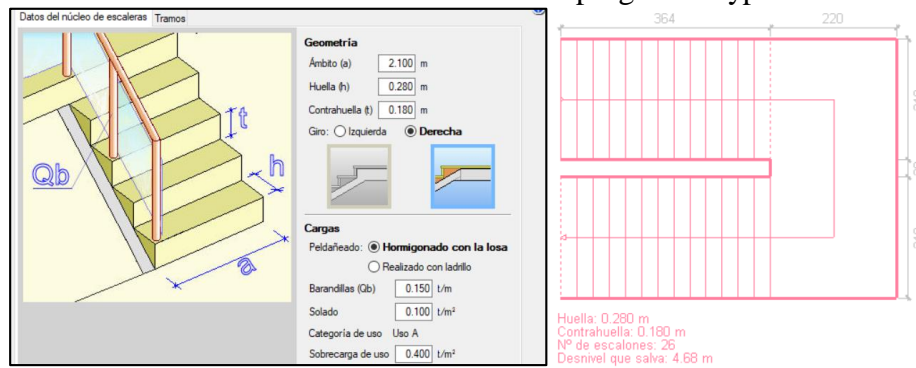 Datos del núcleo de escaleras Tramos
Qb
t
h
a
Geometría
Ámbito (a) 2.100 m
Huella (h) 0.280 m
Contrahuella (t) 0.180 m
Giro: Izquierda Derecha
Cargas
Peldañeado: Hormigonado con la losa
Realizado con ladrillo
Barandillas (Qb) 0.150 t/m
Solado 0.100 t/m²
Categoría de uso Uso A
Sobrecarga de uso 0.400 t/m²
364 220
Huella: 0.280 m
Contrahuella: 0.180 m
Nº de escalones: 26
Desnivel que salva: 4.68 m